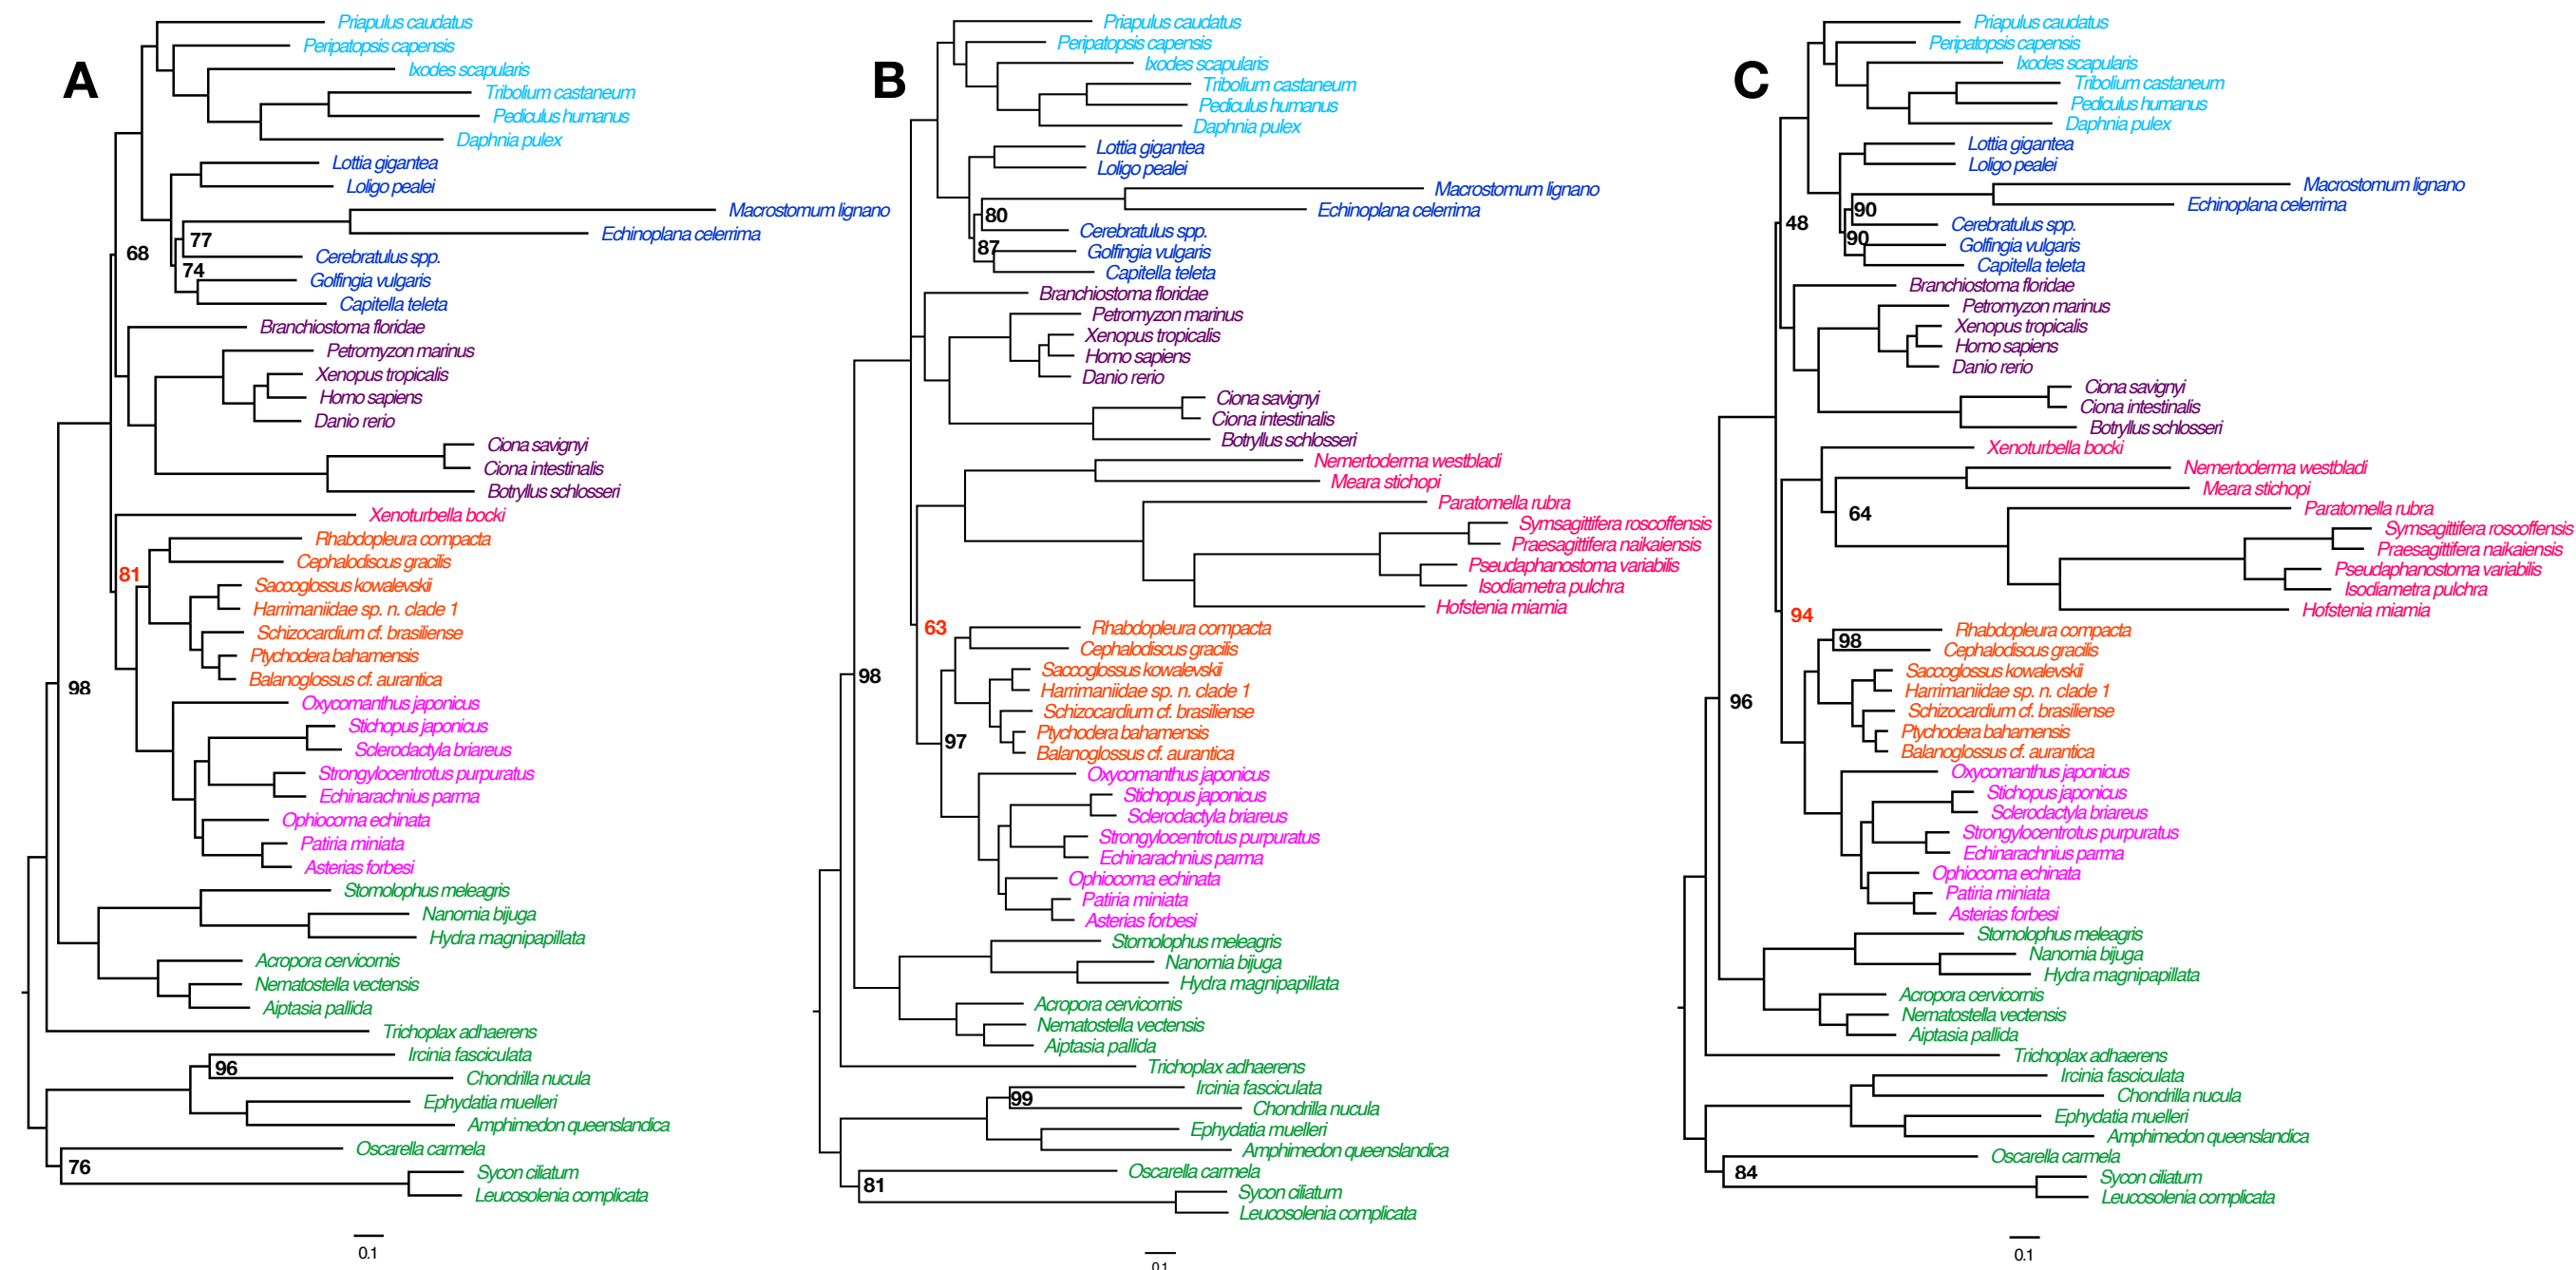 A
Priapulus caudatus
Peripatopsis capensis
Ixodes scapularis
Tribolium castaneum
Pediculus humanus
Daphnia pulex
Lottia gigantea
Loligo pealei
Macrostomum lignano
Echinoplana celerrima
77
68
Cerebratulus spp.
74
Golfingia vulgaris
Capitella teleta
Branchiostoma floridae
Petromyzon marinus
Xenopus tropicalis
Homo sapiens
Danio rerio
Ciona savignyi
Ciona intestinalis
Botryllus schlosseri
Xenoturbella bocki
Rhabdopleura compacta
Cephalodiscus gracilis
81
Saccoglossus kowalevskii
Harrimaniidae sp. n. clade 1
Schizocardium cf. brasiliense
Ptychodera bahamensis
Balanoglossus cf. aurantica
98
Oxycomanthus japonicus
Stichopus japonicus
Sclerodactyla briareus
Strongylocentrotus purpuratus
Echinarachnius parma
Ophiocoma echinata
Patiria miniata
Asterias forbesi
Stomolophus meleagris
Nanomia bijuga
Hydra magnipapillata
Acropora cervicornis
Nematostella vectensis
Aiptasia pallida
Trichoplax adhaerens
Ircinia fasciculata
96
Chondrilla nucula
Ephydatia muelleri
Amphimedon queenslandica
Oscarella carmela
76
Sycon ciliatum
Leucosolenia complicata
0.1
B
Priapulus caudatus
Peripatopsis capensis
Ixodes scapularis
Tribolium castaneum
Pediculus humanus
Daphnia pulex
Lottia gigantea
Loligo pealei
Macrostomum lignano
Echinoplana celerrima
80
Cerebratulus spp.
87
Golfingia vulgaris
Capitella teleta
Branchiostoma floridae
Petromyzon marinus
Xenopus tropicalis
Homo sapiens
Danio rerio
Ciona savignyi
Ciona intestinalis
Botryllus schlosseri
Nemertoderma westbladi
Meara stichopi
Paratomella rubra
Symsagittifera roscoffensis
Praesagittifera naikaiensis
Pseudaphanostoma variabilis
Isodiametra pulchra
Hofstenia miamia
63
Rhabdopleura compacta
Cephalodiscus gracilis
98
Saccoglossus kowalevskii
Harrimaniidae sp. n. clade 1
Schizocardium cf. brasiliense
Ptychodera bahamensis
97
Balanoglossus cf. aurantica
Oxycomanthus japonicus
Stichopus japonicus
Sclerodactyla briareus
Strongylocentrotus purpuratus
Echinarachnius parma
Ophiocoma echinata
Patiria miniata
Asterias forbesi
Stomolophus meleagris
Nanomia bijuga
Hydra magnipapillata
Acropora cervicornis
Nematostella vectensis
Aiptasia pallida
Trichoplax adhaerens
Ircinia fasciculata
99
Chondrilla nucula
Ephydatia muelleri
Amphimedon queenslandica
Oscarella carmela
81
Sycon ciliatum
Leucosolenia complicata
0.1
C
Priapulus caudatus
Peripatopsis capensis
Ixodes scapularis
Tribolium castaneum
Pediculus humanus
Daphnia pulex
Lottia gigantea
Loligo pealei
Macrostomum lignano
Echinoplana celerrima
90
48
Cerebratulus spp.
90
Golfingia vulgaris
Capitella teleta
Branchiostoma floridae
Petromyzon marinus
Xenopus tropicalis
Homo sapiens
Danio rerio
Ciona savignyi
Ciona intestinalis
Botryllus schlosseri
Xenoturbella bocki
Nemertoderma westbladi
Meara stichopi
64
Paratomella rubra
Symsagittifera roscoffensis
Praesagittifera naikaiensis
Pseudaphanostoma variabilis
Isodiametra pulchra
Hofstenia miamia
94
Rhabdopleura compacta
98
Cephalodiscus gracilis
Saccoglossus kowalevskii
Harrimaniidae sp. n. clade 1
96
Schizocardium cf. brasiliense
Ptychodera bahamensis
Balanoglossus cf. aurantica
Oxycomanthus japonicus
Stichopus japonicus
Sclerodactyla briareus
Strongylocentrotus purpuratus
Echinarachnius parma
Ophiocoma echinata
Patiria miniata
Asterias forbesi
Stomolophus meleagris
Nanomia bijuga
Hydra magnipapillata
Acropora cervicornis
Nematostella vectensis
Aiptasia pallida
Trichoplax adhaerens
Ircinia fasciculata
Chondrilla nucula
Ephydatia muelleri
Amphimedon queenslandica
Oscarella carmela
84
Sycon ciliatum
Leucosolenia complicata
0.1